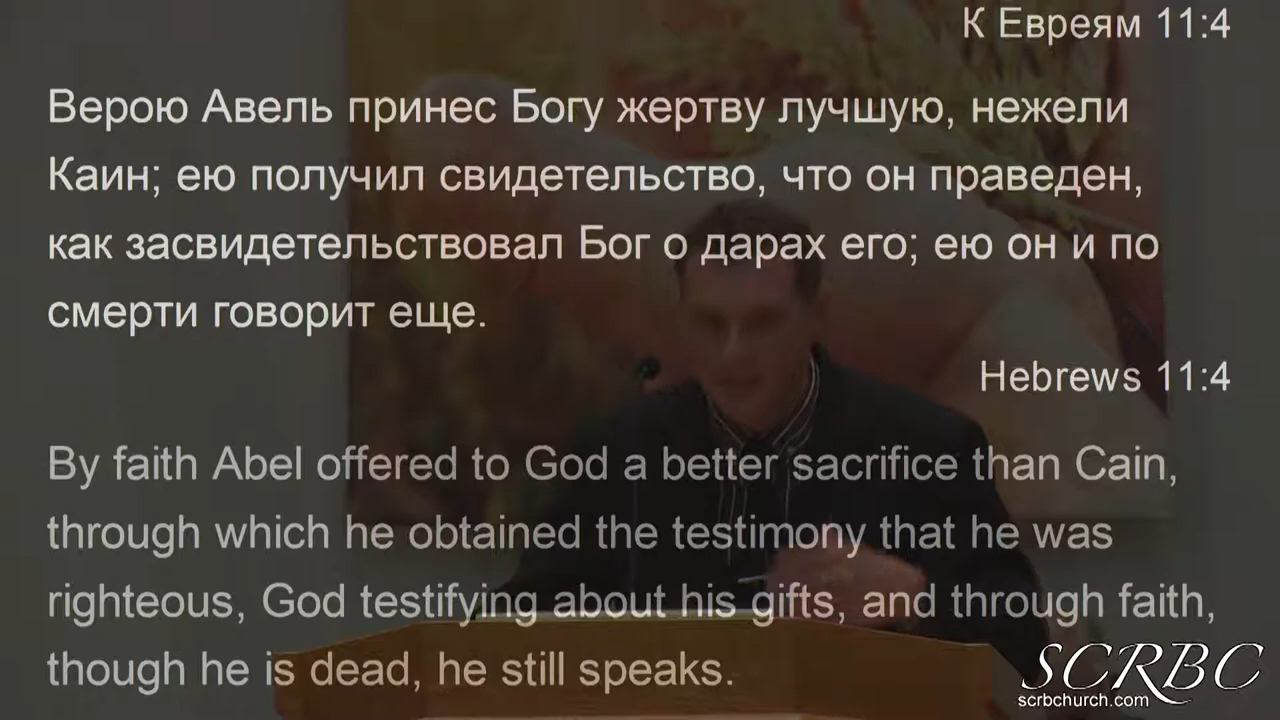 К Евреям 11:4
Верою Авель принес Богу жертву лучшую, нежели
Каин; ею получил свидетельство, что он праведен,
как засвидетельствовал Бог о дарах его; ею он и по
смерти говорит еще.
Hebrews 11:4
By faith Abel offered to God a better sacrifice than Cain,
through which he obtained the testimony that he was
righteous, God testifying about his gifts, and through faith,
though he is dead, he still speaks.
SCRBC
scrbchurch.com